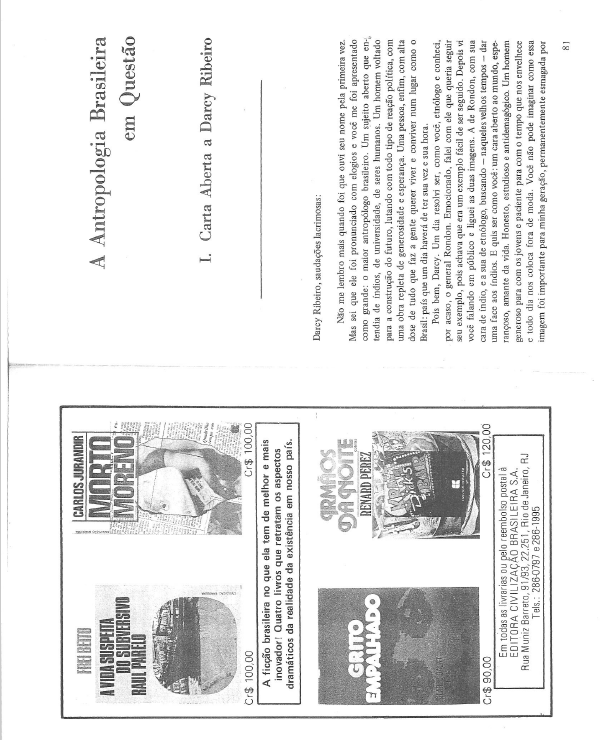 FREI BETTO
A VIDA SUSPEITA
DO SUBVERSIVO
RAUL PARELO
Cr$ 100,00
CARLOS JURANDIR
MORTO
MORENO
Cr$ 100,00
A ficção brasileira no que ela tem de melhor e mais
inovador! Quatro livros que retratam os aspectos
dramáticos da realidade da existência em nosso país.
GRITO
EMPALHADO
Cr$ 90,00
IRMÃOS
DA NOITE
RENARD PEREZ
Cr$ 120,00
Em todas as livrarias ou pelo reembolso postal à
EDITORA CIVILIZAÇÃO BRASILEIRA S.A.
Rua Muniz Barreto, 91/93, 22.251, Rio de Janeiro, RJ
Tels.: 286-0797 e 286-1995
A Antropologia Brasileira
em Questão
I. Carta Aberta a Darcy Ribeiro
Darcy Ribeiro, saudações lacrimosas:
Não me lembro mais quando foi que ouvi seu nome pela primeira vez.
Mas sei que ele foi pronunciado com elogios e você me foi apresentado
como grande: o maior antropólogo brasileiro. Um sujeito aberto que en-
tendia de índios, de universidade, de seres humanos. Um homem voltado
para a construção do futuro, lutando com todo tipo de reação política, com
uma obra repleta de generosidade e esperança. Uma pessoa, enfim, com alta
dose de tudo que faz a gente querer viver e conviver num lugar como o
Brasil: país que um dia haverá de ter sua vez e sua hora.
Pois bem, Darcy. Um dia resolvi ser, como você, etnólogo e conheci,
por acaso, o general Rondon. Emocionado, falei com ele que queria seguir
seu exemplo, pois achava que era um exemplo fácil de ser seguido. Depois vi
você falando em público e liguei as duas imagens. A de Rondon, com sua
cara de índio, e a sua de etnólogo, buscando — naqueles velhos tempos — dar
uma face aos índios. E quis ser como você: um cara aberto ao mundo, espe-
rançoso, amante da vida. Honesto, estudioso e antidemagógico. Um homem
generoso para com os jovens e paciente para com o tempo que nos envelhece
e todo dia nos coloca fora de moda. Você não pode imaginar como essa
imagem foi importante para minha geração, permanentemente esmagada por
81